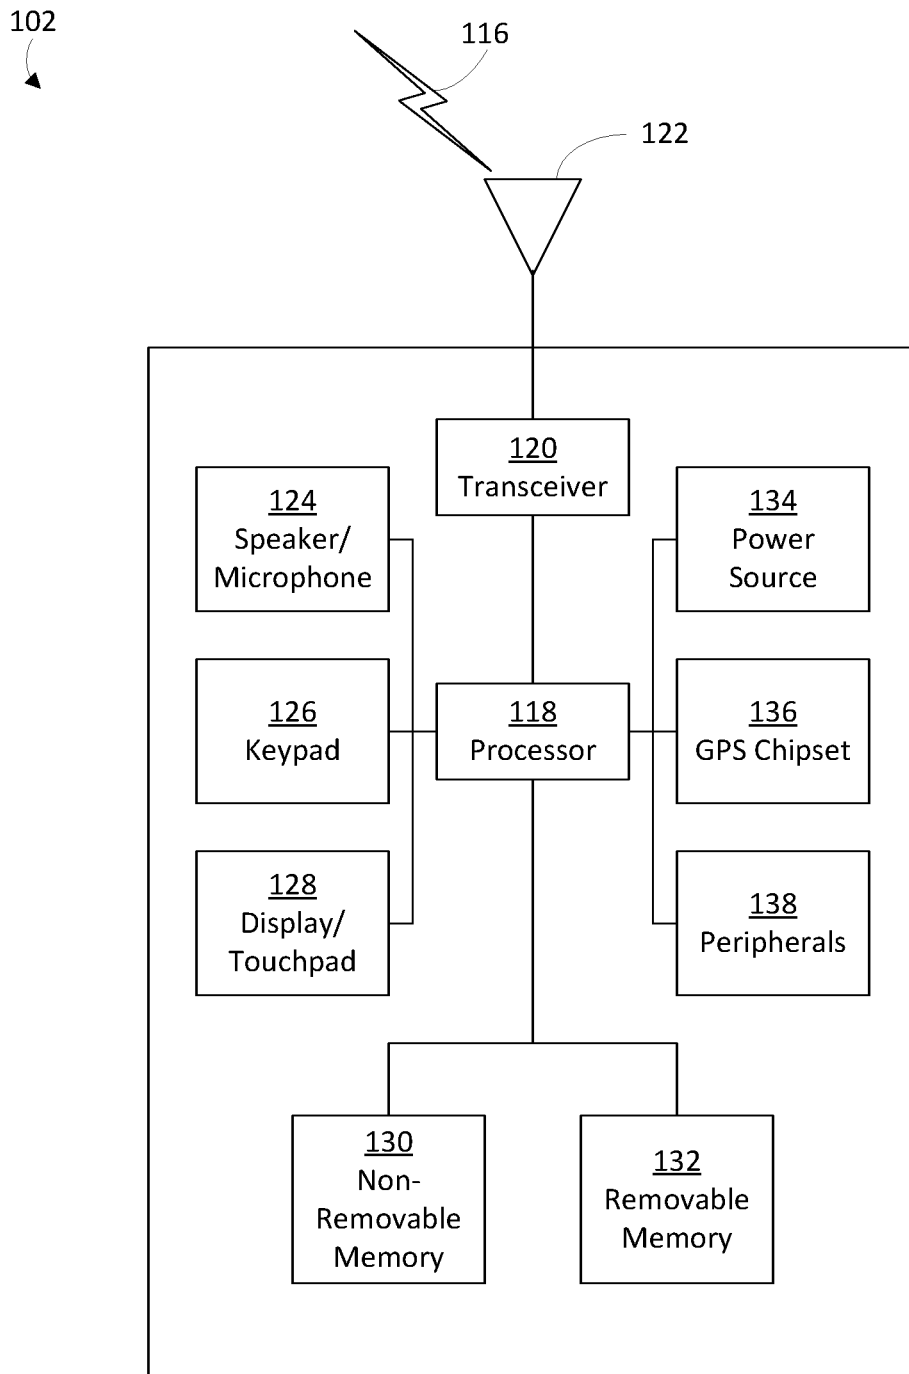 102
116
122
120
Transceiver
124
Speaker/
Microphone
134
Power
Source
126
Keypad
118
Processor
136
GPS Chipset
128
Display/
Touchpad
138
Peripherals
130
Non-
Removable
Memory
132
Removable
Memory